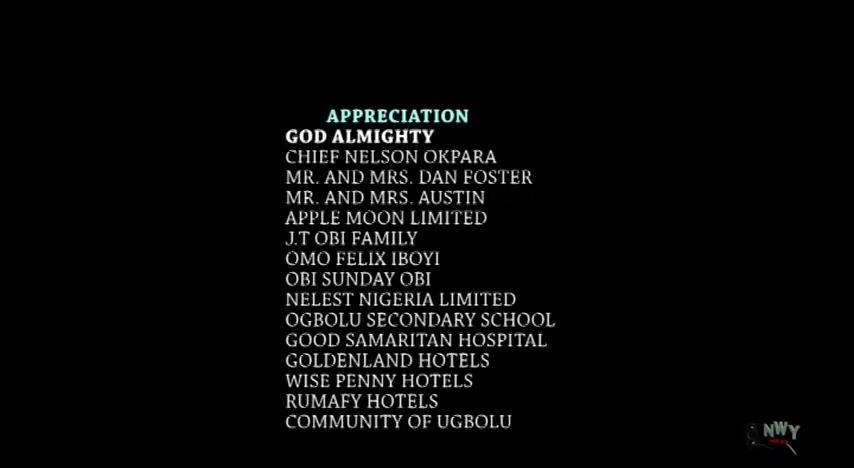 APPRECIATION
GOD ALMIGHTY
CHIEF NELSON OKPARA
MR. AND MRS. DAN FOSTER
MR. AND MRS. AUSTIN
APPLE MOON LIMITED
J.T OBI FAMILY
OMO FELIX IBOYI
OBI SUNDAY OBI
NELEST NIGERIA LIMITED
OGBOLU SECONDARY SCHOOL
GOOD SAMARITAN HOSPITAL
GOLDENLAND HOTELS
WISE PENNY HOTELS
RUMAFY HOTELS
COMMUNITY OF UGBOLU
NWY